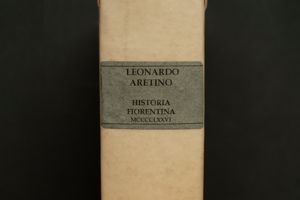 LEONARDO
ARETINO
HISTORIA
FIORENTINA
MCCCCLXXVI